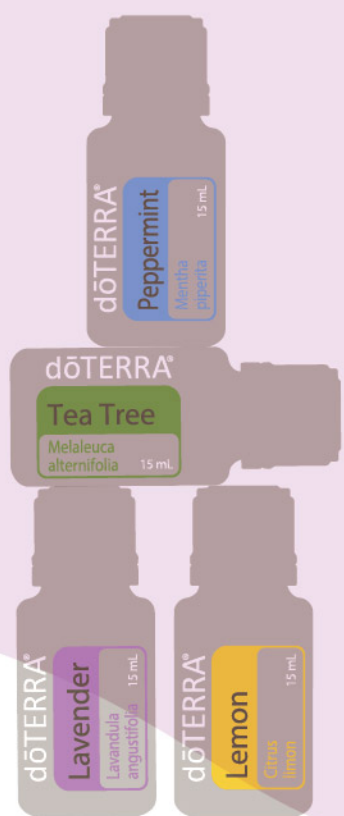 dōTERRA®
Peppermint
Mentha
piperita
15 mL
dōTERRA®
Tea Tree
Melaleuca
alternifolia 15 mL
dōTERRA®
Lavender
Lavandula
angustifolia
15 mL
dōTERRA®
Lemon
Citrus
limon
15 mL